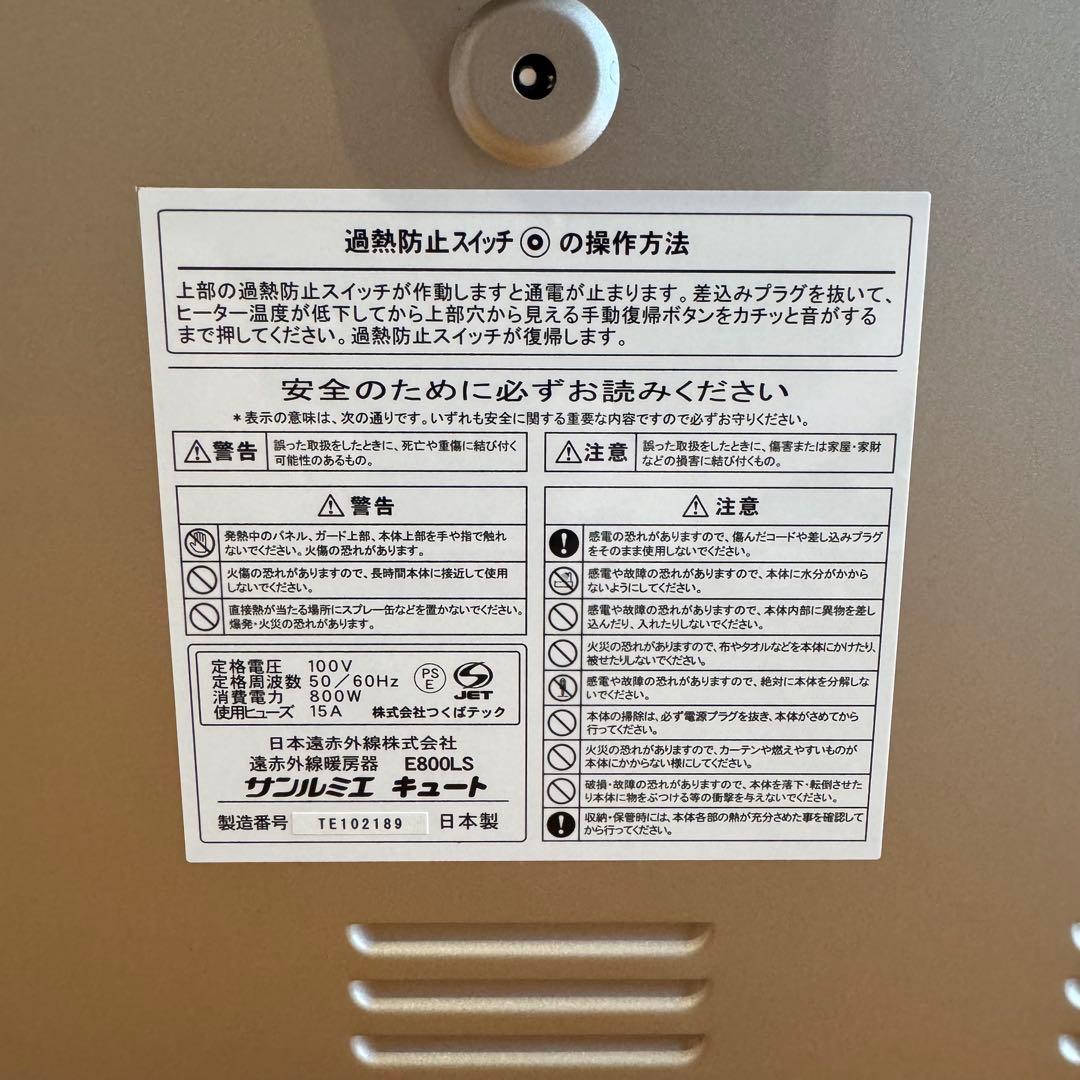 過熱防止スイッチ◎の操作方法
上部の過熱防止スイッチが作動しますと通電が止まります。差込みプラグを抜いて、
ヒーター温度が低下してから上部穴から見える手動復帰ボタンをカチッと音がする
まで押してください。過熱防止スイッチが復帰します。
安全のために必ずお読みください
*表示の意味は、次の通りです。いずれも安全に関する重要な内容ですので必ずお守りください。
⚠警告
誤った取扱をしたときに、死亡や重傷に結び付く
可能性のあるもの。
⚠注意
誤った取扱をしたときに、傷害または家屋・家財
などの損害に結び付くもの。
⚠警告
発熱中のパネル、ガード上部、本体上部を手や指で触れ
ないでください。火傷の恐れがあります。
火傷の恐れがありますので、長時間本体に接近して使用
しないでください。
直接熱が当たる場所にスプレー缶などを置かないでください。
爆発・火災の恐れがあります。
定格電圧 100V
定格周波数 50/60Hz
消費電力 800W
使用ヒューズ 15A
PS
E
JET
株式会社つくばテック
日本遠赤外線株式会社
遠赤外線暖房器 E800LS
サンルミエ キュート
製造番号 TE102189 日本製
⚠注意
感電の恐れがありますので、傷んだコードや差し込みプラグ
をそのまま使用しないでください。
感電や故障の恐れがありますので、本体に水分がかから
ないようにしてください。
感電や故障の恐れがありますので、本体内部に異物を差し
込んだり、入れたりしないでください。
火災の恐れがありますので、布やタオルなどを本体にかけたり、
被せたりしないでください。
感電や故障の恐れがありますので、絶対に本体を分解しな
いでください。
本体の掃除は、必ず電源プラグを抜き、本体がさめてから
行ってください。
火災の恐れがありますので、カーテンや燃えやすいものが
本体にかからない様にしてください。
破損・故障の恐れがありますので、本体を落下・転倒させた
り本体に物をぶつける等の衝撃を与えないでください。
収納・保管時には、本体各部の熱が充分さめた事を確認して
から行ってください。